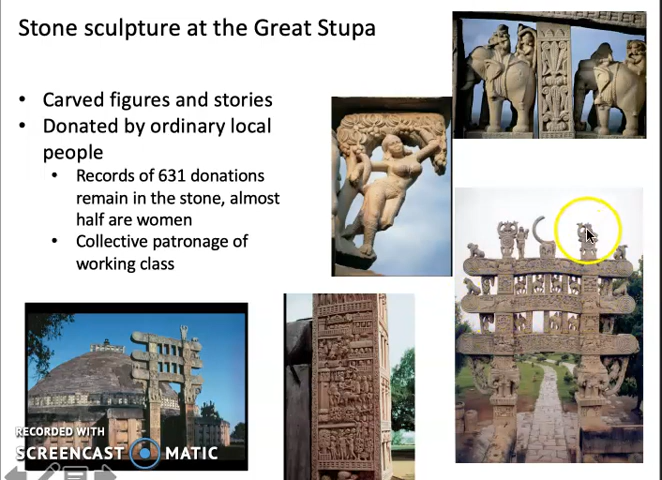 Stone sculpture at the Great Stupa
• Carved figures and stories
• Donated by ordinary local
people
• Records of 631 donations
remain in the stone, almost
half are women
• Collective patronage of
working class
RECORDED WITH
SCREENCAST MATIC